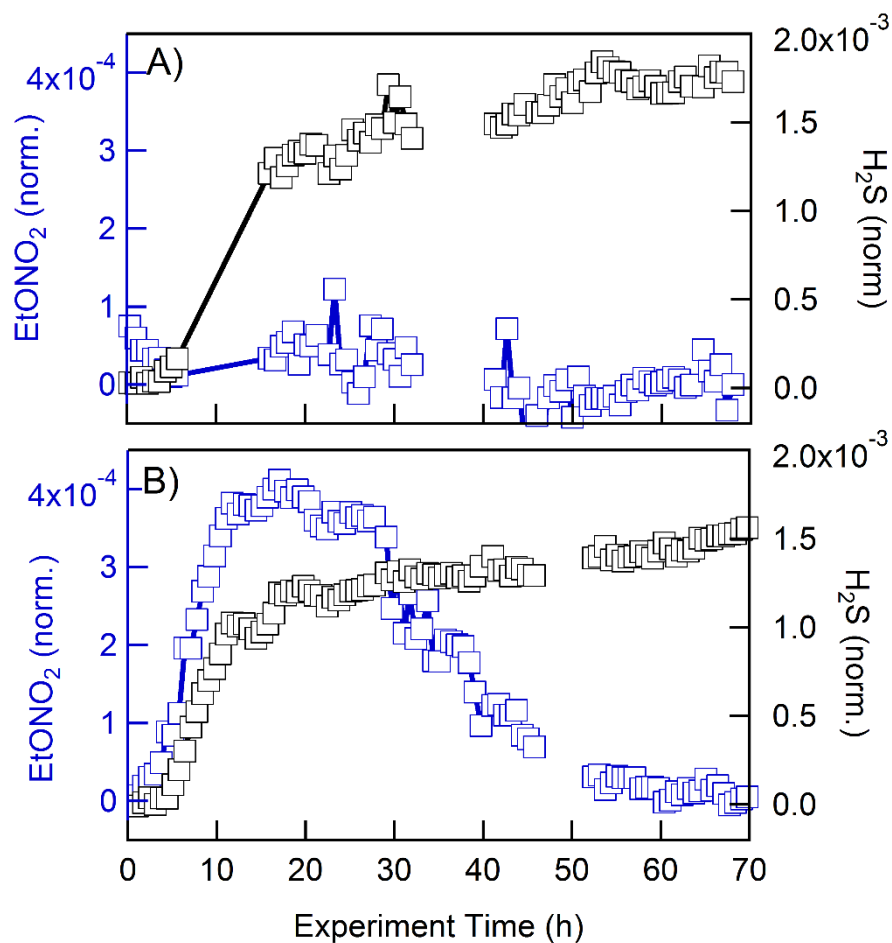 A)
4x10⁻⁴
3
2
1
0
EtONO₂ (norm.)
2.0x10⁻³
1.5
1.0
0.5
0.0
H₂S (norm)
B)
4x10⁻⁴
3
2
1
0
EtONO₂ (norm.)
2.0x10⁻³
1.5
1.0
0.5
0.0
H₂S (norm.)
0 10 20 30 40 50 60 70
Experiment Time (h)